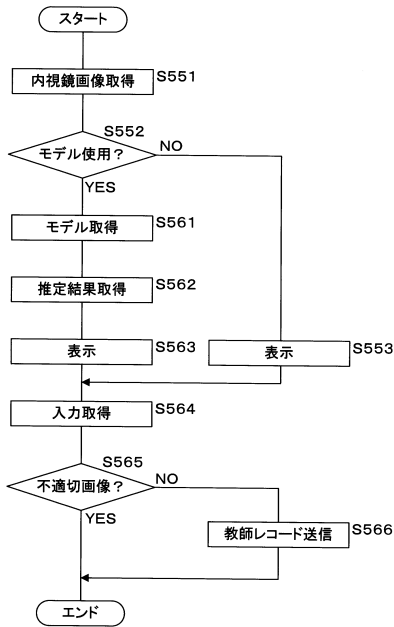 スタート
内視鏡画像取得
S551
S552
モデル使用？
NO
YES
モデル取得
S561
推定結果取得
S562
表示
S563
表示
S553
入力取得
S564
S565
不適切画像？
NO
YES
教師レコード送信
S566
エンド